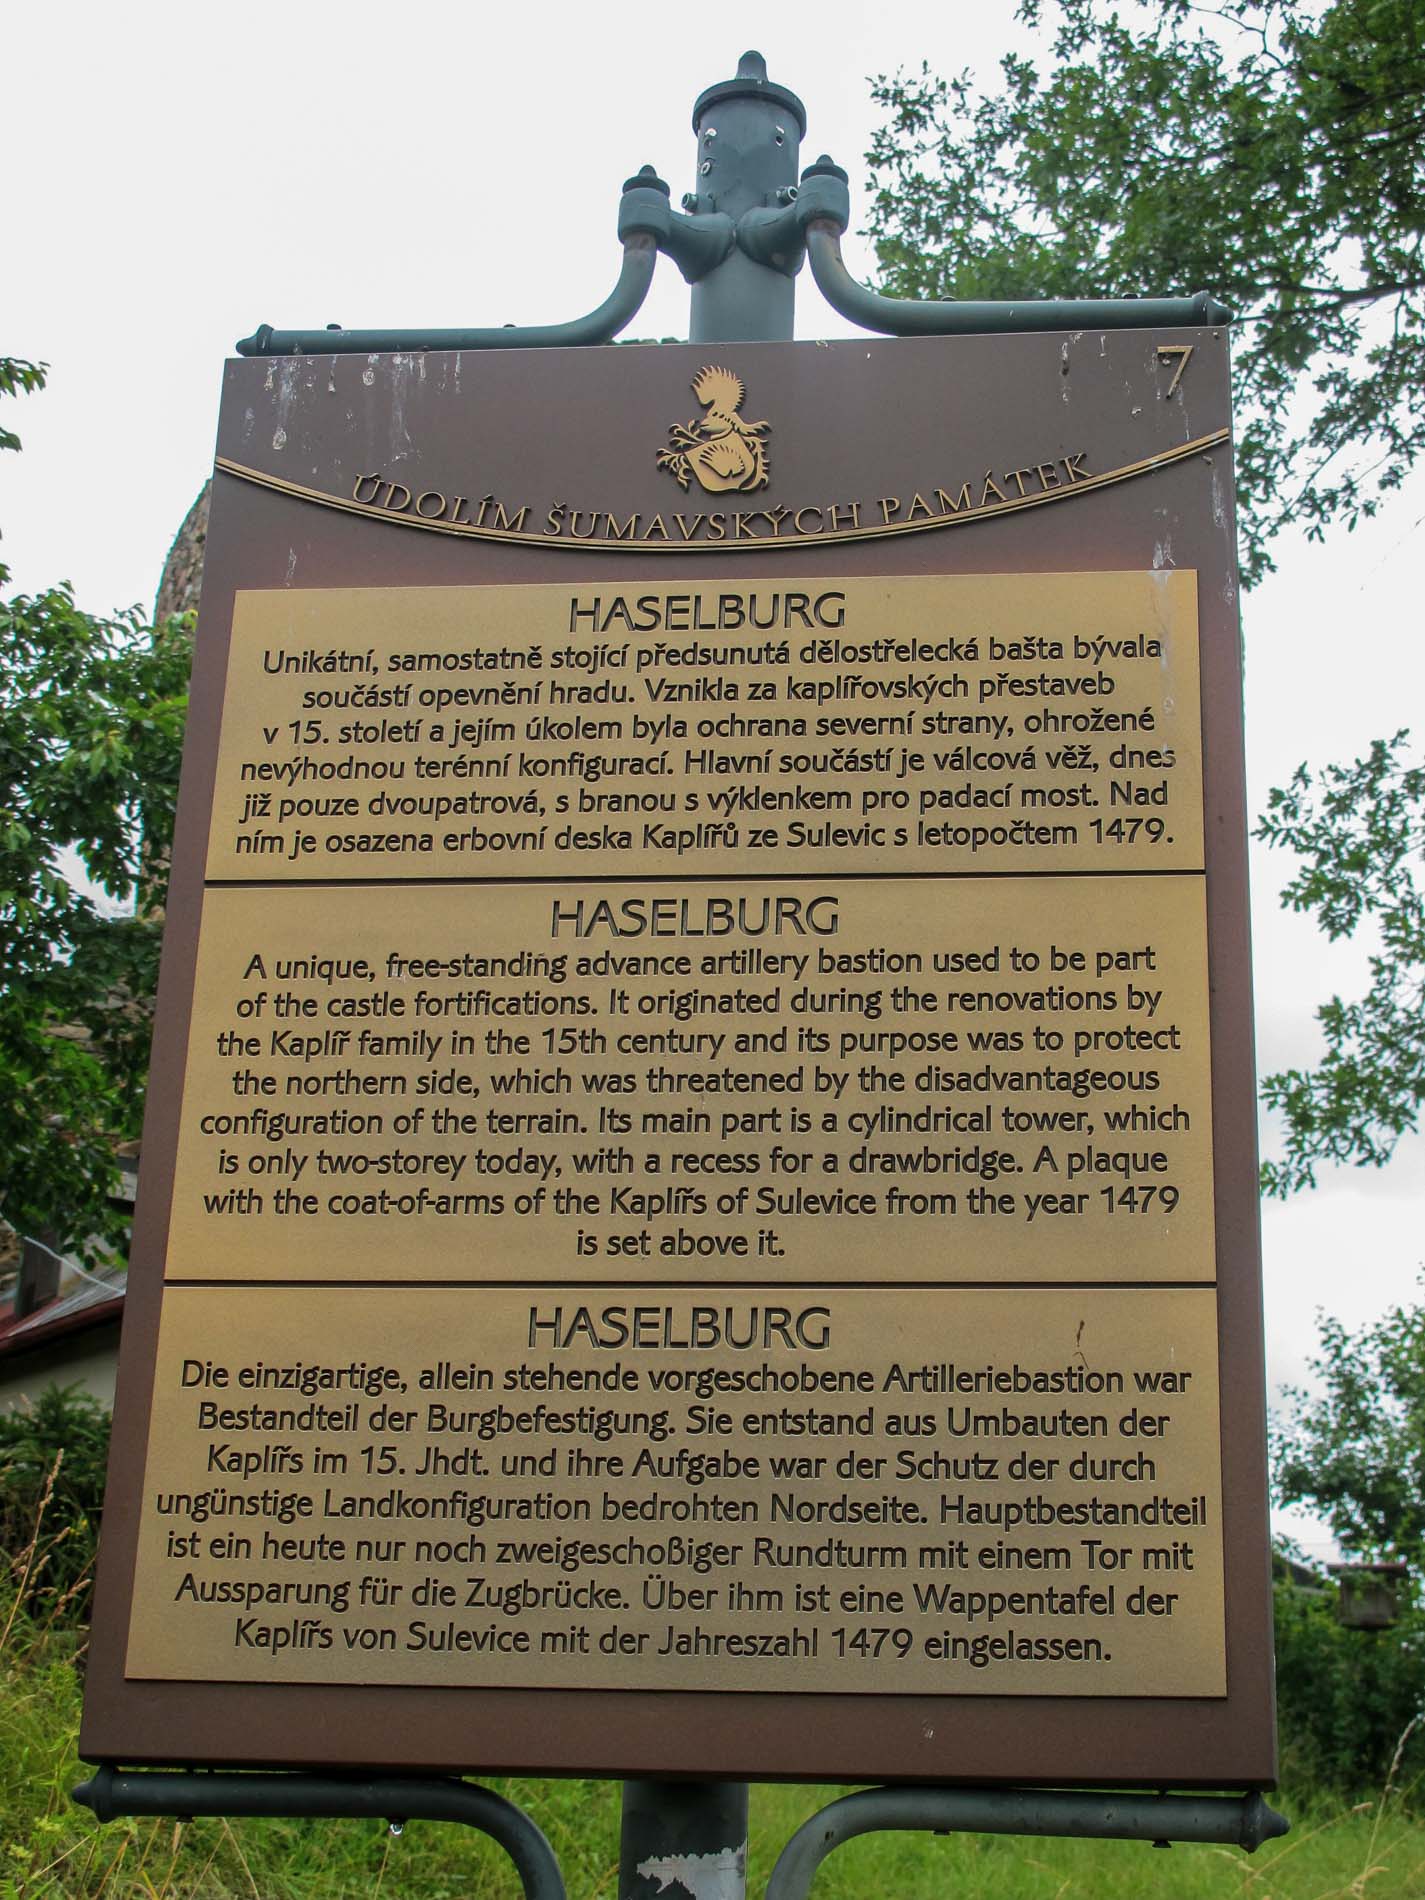 7
ÚDOLÍM ŠUMAVSKÝCH PAMÁTEK
HASELBURG
Unikátní, samostatně stojící předsunutá dělostřelecká bašta bývala
součástí opevnění hradu. Vznikla za kaplířovských přestaveb
v 15. století a jejím úkolem byla ochrana severní strany, ohrožené
nevýhodnou terénní konfigurací. Hlavní součástí je válcová věž, dnes
již pouze dvoupatrová, s branou s výklenkem pro padací most. Nad
ním je osazena erbovní deska Kaplířů ze Sulevic s letopočtem 1479.
HASELBURG
A unique, free-standing advance artillery bastion used to be part
of the castle fortifications. It originated during the renovations by
the Kaplíř family in the 15th century and its purpose was to protect
the northern side, which was threatened by the disadvantageous
configuration of the terrain. Its main part is a cylindrical tower, which
is only two-storey today, with a recess for a drawbridge. A plaque
with the coat-of-arms of the Kaplířs of Sulevice from the year 1479
is set above it.
HASELBURG
Die einzigartige, allein stehende vorgeschobene Artilleriebastion war
Bestandteil der Burgbefestigung. Sie entstand aus Umbauten der
Kaplířs im 15. Jhdt. und ihre Aufgabe war der Schutz der durch
ungünstige Landkonfiguration bedrohten Nordseite. Hauptbestandteil
ist ein heute nur noch zweigeschoßiger Rundturm mit einem Tor mit
Aussparung für die Zugbrücke. Über ihm ist eine Wappentafel der
Kaplířs von Sulevice mit der Jahreszahl 1479 eingelassen.